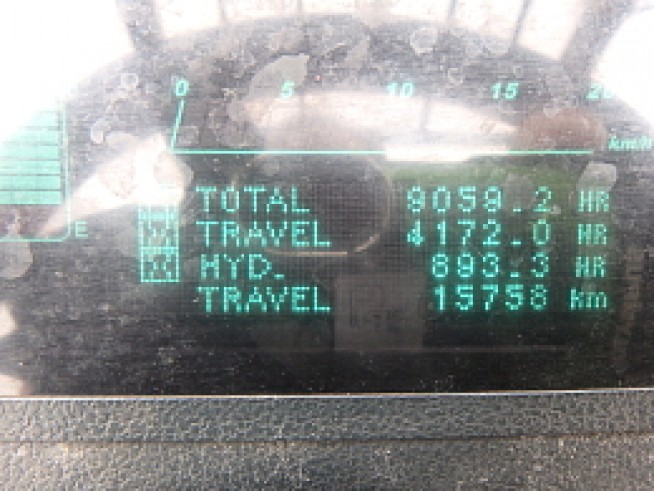 0 5 10 15 20
km/h
E
TOTAL 9059.2 HR
TRAVEL 4172.0 HR
HYD. 893.3 HR
TRAVEL 15758 km